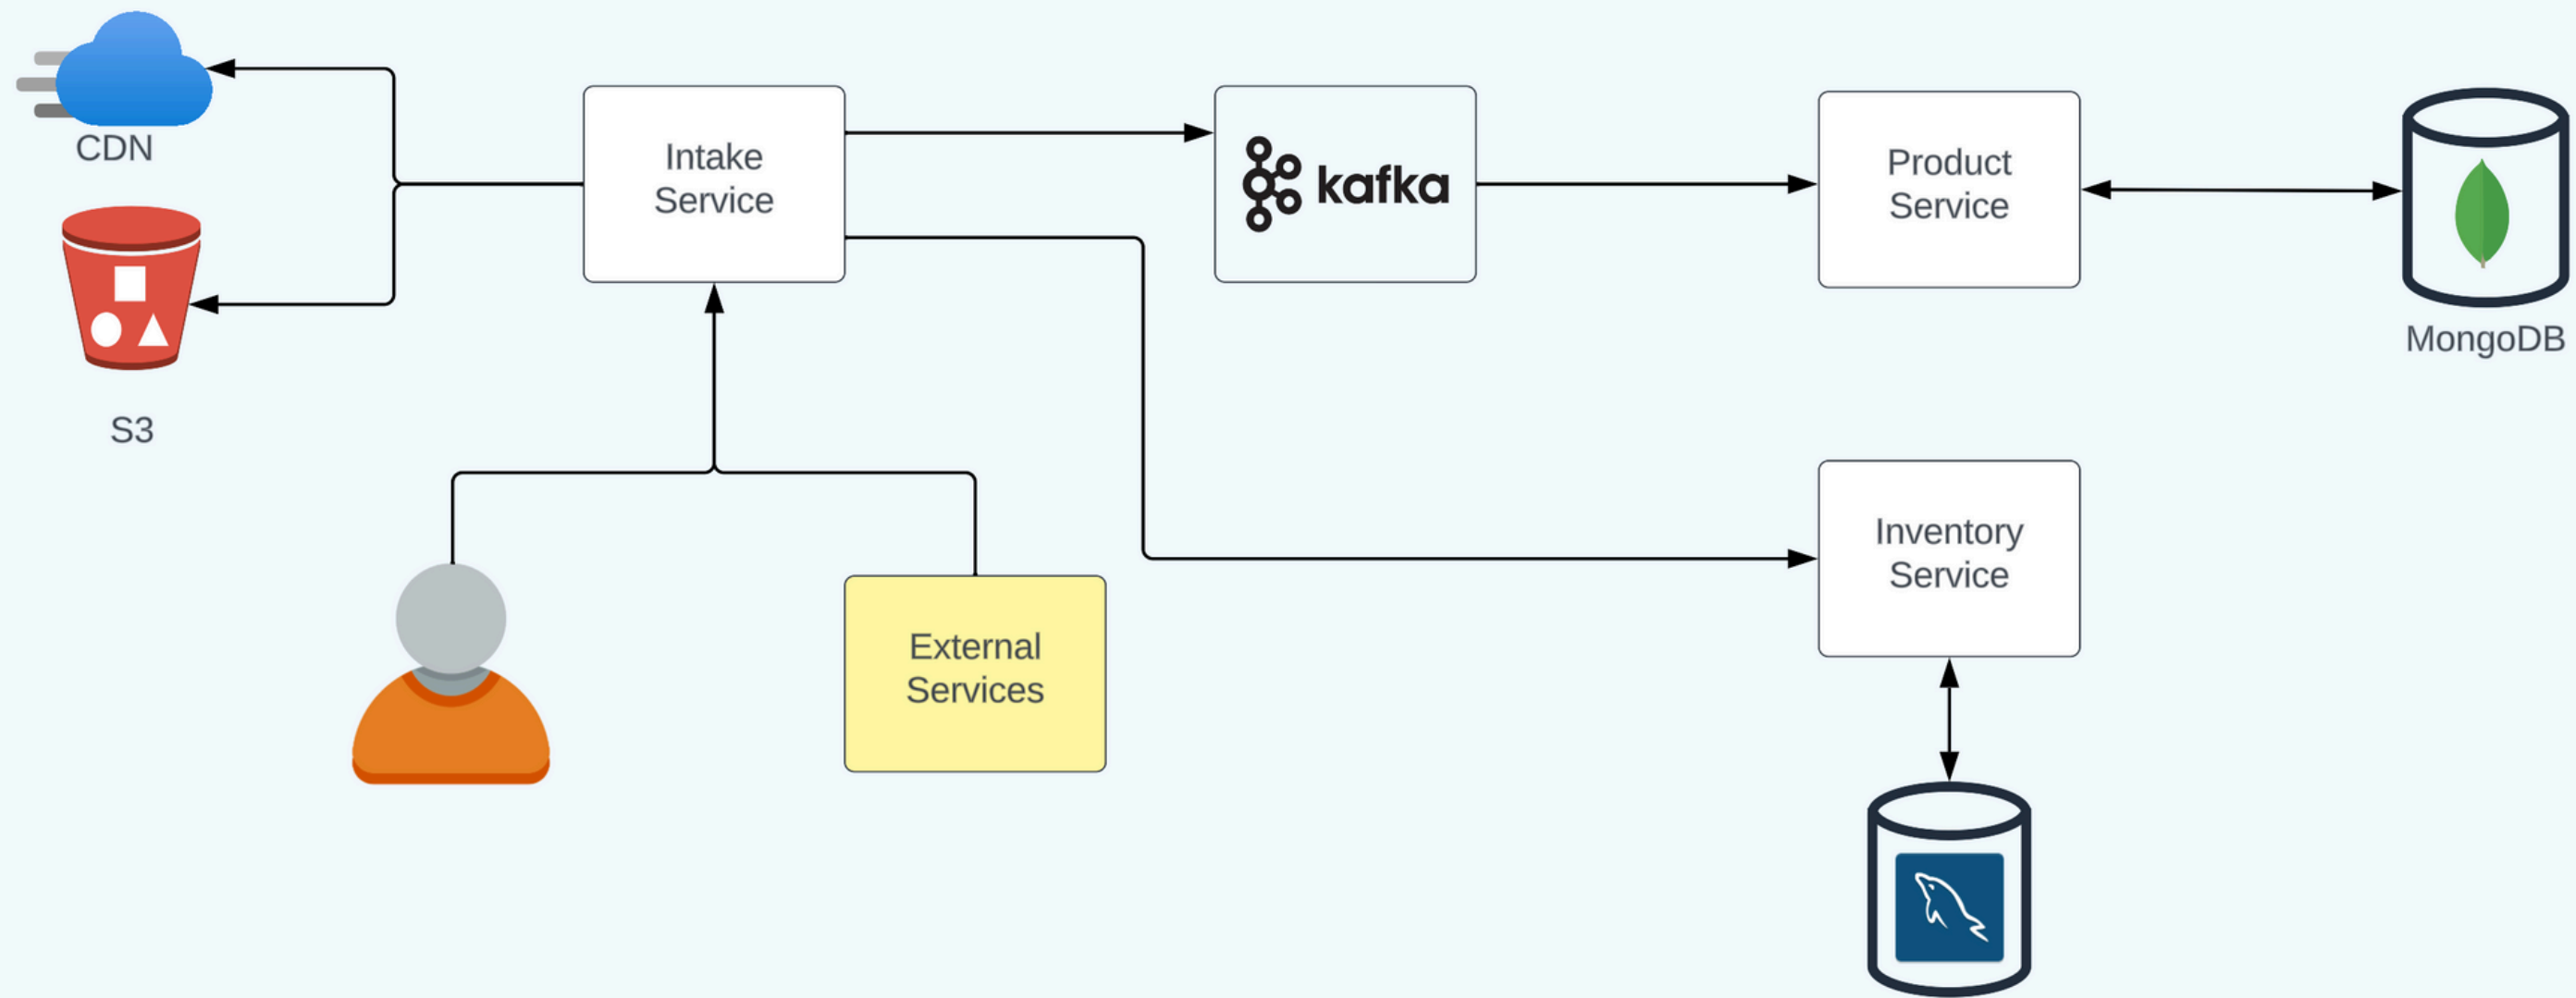 CDN
S3
Intake
Service
kafka
Product
Service
MongoDB
External
Services
Inventory
Service